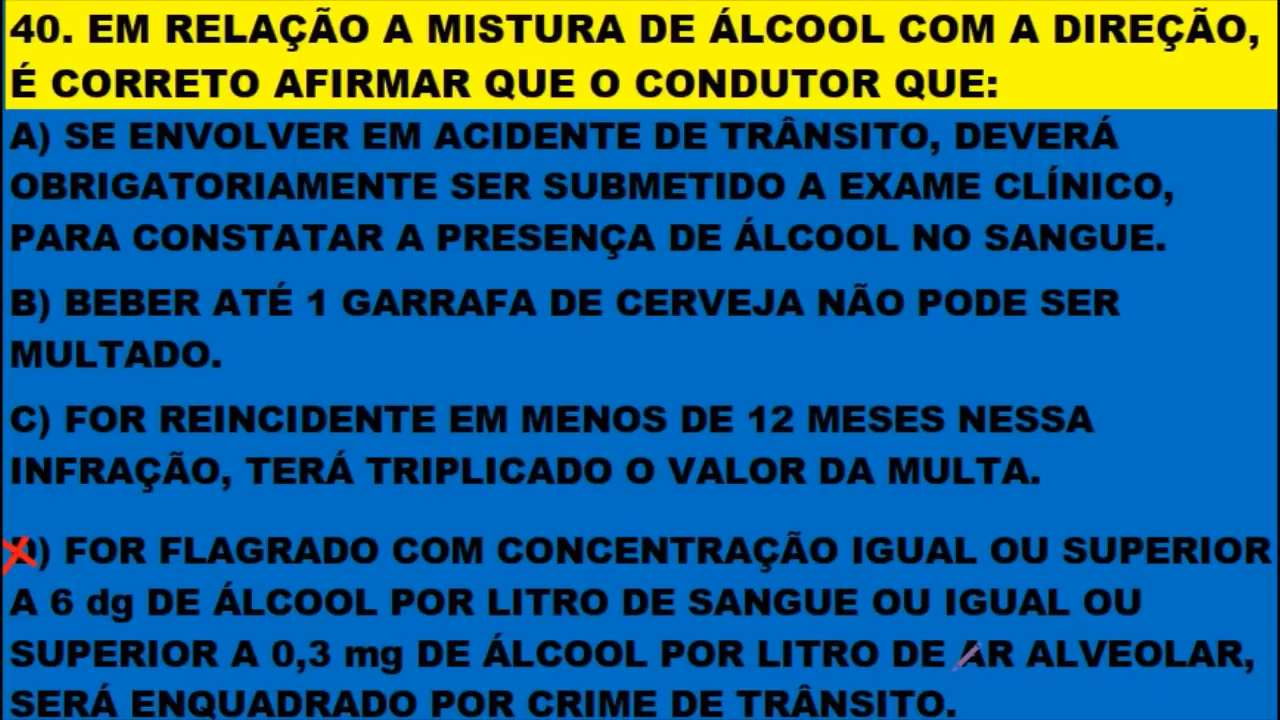 40. EM RELAÇÃO A MISTURA DE ÁLCOOL COM A DIREÇÃO,
É CORRETO AFIRMAR QUE O CONDUTOR QUE:
A) SE ENVOLVER EM ACIDENTE DE TRÂNSITO, DEVERÁ
OBRIGATORIAMENTE SER SUBMETIDO A EXAME CLÍNICO,
PARA CONSTATAR A PRESENÇA DE ÁLCOOL NO SANGUE.
B) BEBER ATÉ 1 GARRAFA DE CERVEJA NÃO PODE SER
MULTADO.
C) FOR REINCIDENTE EM MENOS DE 12 MESES NESSA
INFRAÇÃO, TERÁ TRIPLICADO O VALOR DA MULTA.
D) FOR FLAGRADO COM CONCENTRAÇÃO IGUAL OU SUPERIOR
A 6 dg DE ÁLCOOL POR LITRO DE SANGUE OU IGUAL OU
SUPERIOR A 0,3 mg DE ÁLCOOL POR LITRO DE AR ALVEOLAR,
SERÁ ENQUADRADO POR CRIME DE TRÂNSITO.